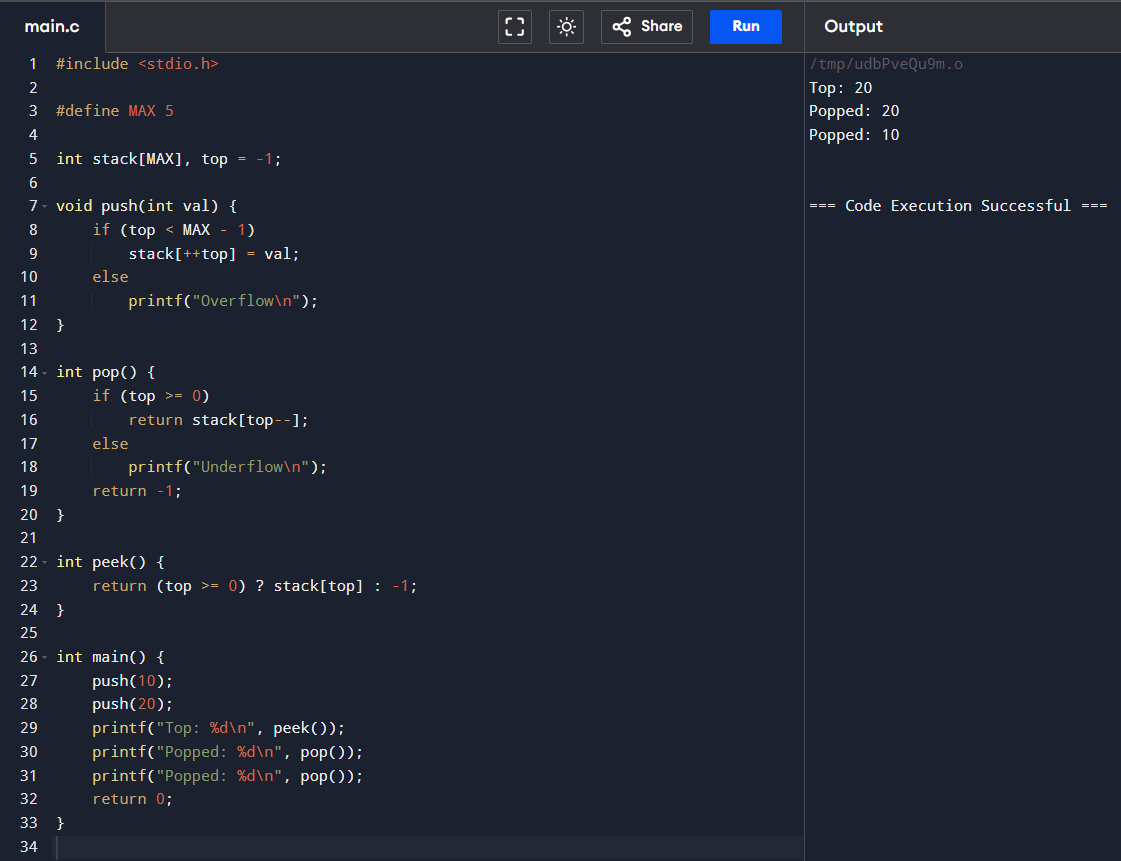 main.c Share Run Output
1 #include <stdio.h>
2
3 #define MAX 5
4
5 int stack[MAX], top = -1;
6
7 void push(int val) {
8     if (top < MAX - 1)
9         stack[++top] = val;
10     else
11         printf("Overflow\n");
12 }
13
14 int pop() {
15     if (top >= 0)
16         return stack[top--];
17     else
18         printf("Underflow\n");
19     return -1;
20 }
21
22 int peek() {
23     return (top >= 0) ? stack[top] : -1;
24 }
25
26 int main() {
27     push(10);
28     push(20);
29     printf("Top: %d\n", peek());
30     printf("Popped: %d\n", pop());
31     printf("Popped: %d\n", pop());
32     return 0;
33 }
34
/tmp/udbPveQu9m.o
Top: 20
Popped: 20
Popped: 10
=== Code Execution Successful ===